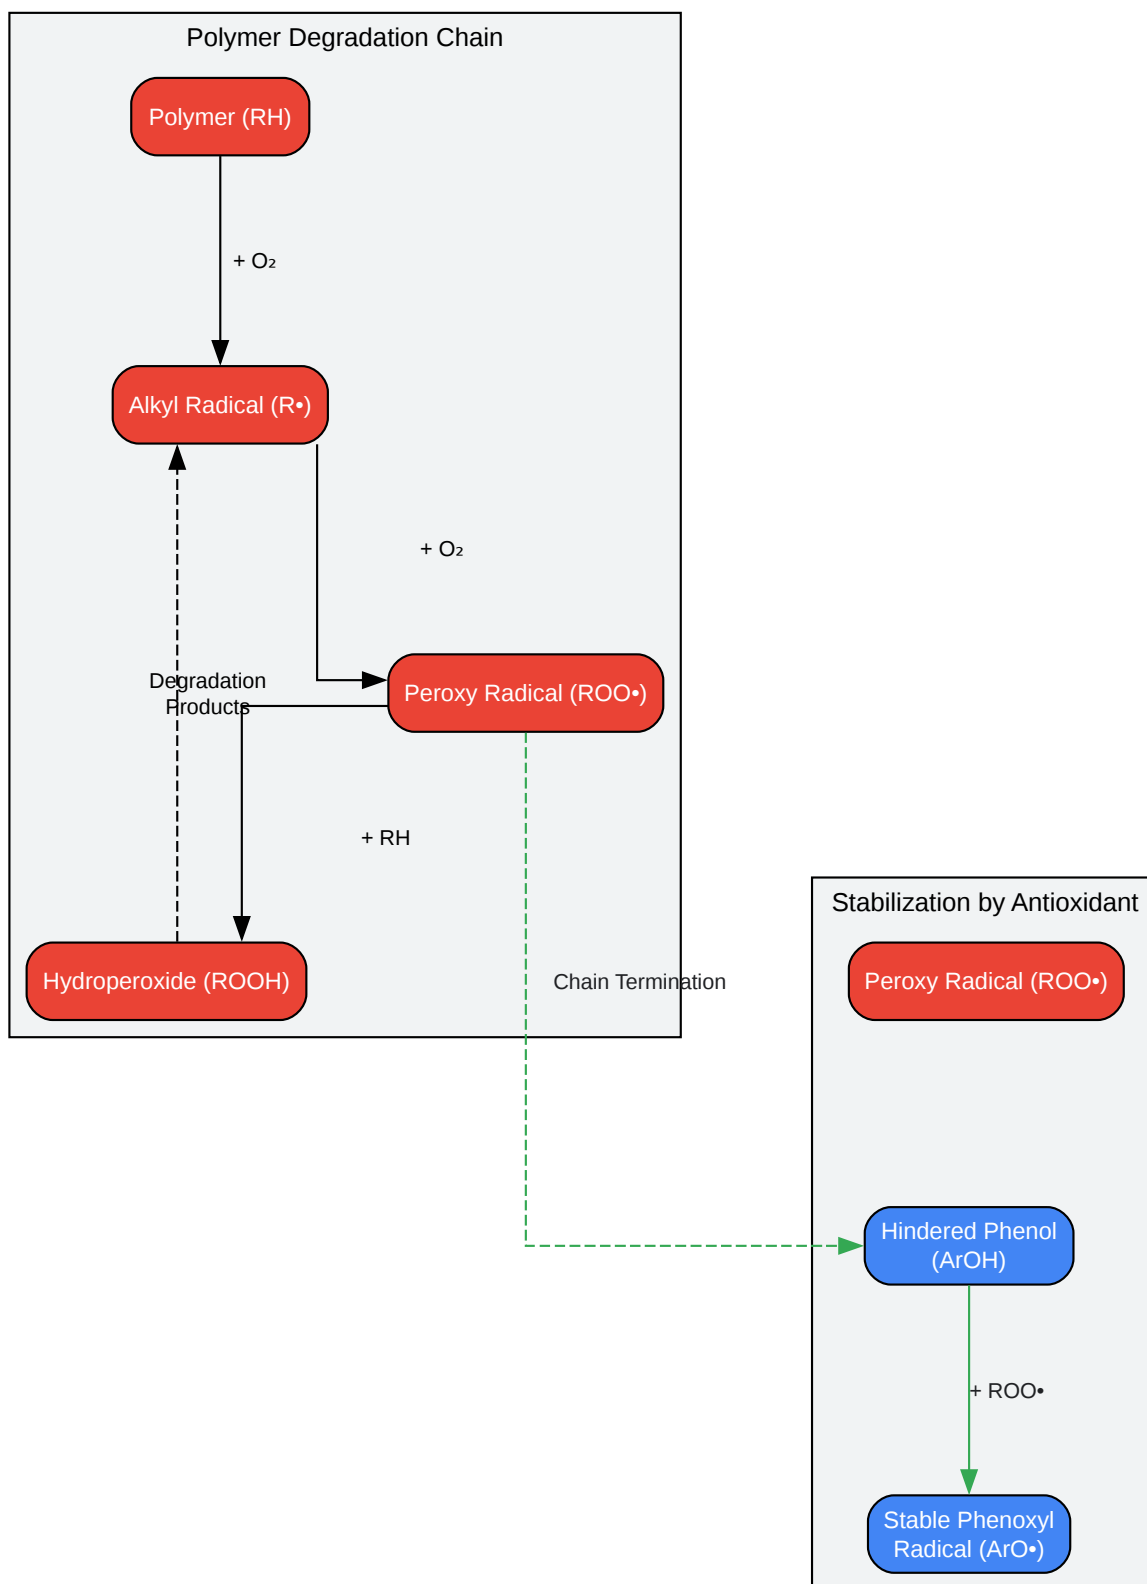 Polymer Degradation Chain
Polymer (RH)
+ O₂
Alkyl Radical (R•)
+ O₂
Degradation
Products
Peroxy Radical (ROO•)
+ RH
Hydroperoxide (ROOH)
Chain Termination
Stabilization by Antioxidant
Peroxy Radical (ROO•)
Hindered Phenol
(ArOH)
+ ROO•
Stable Phenoxyl
Radical (ArO•)